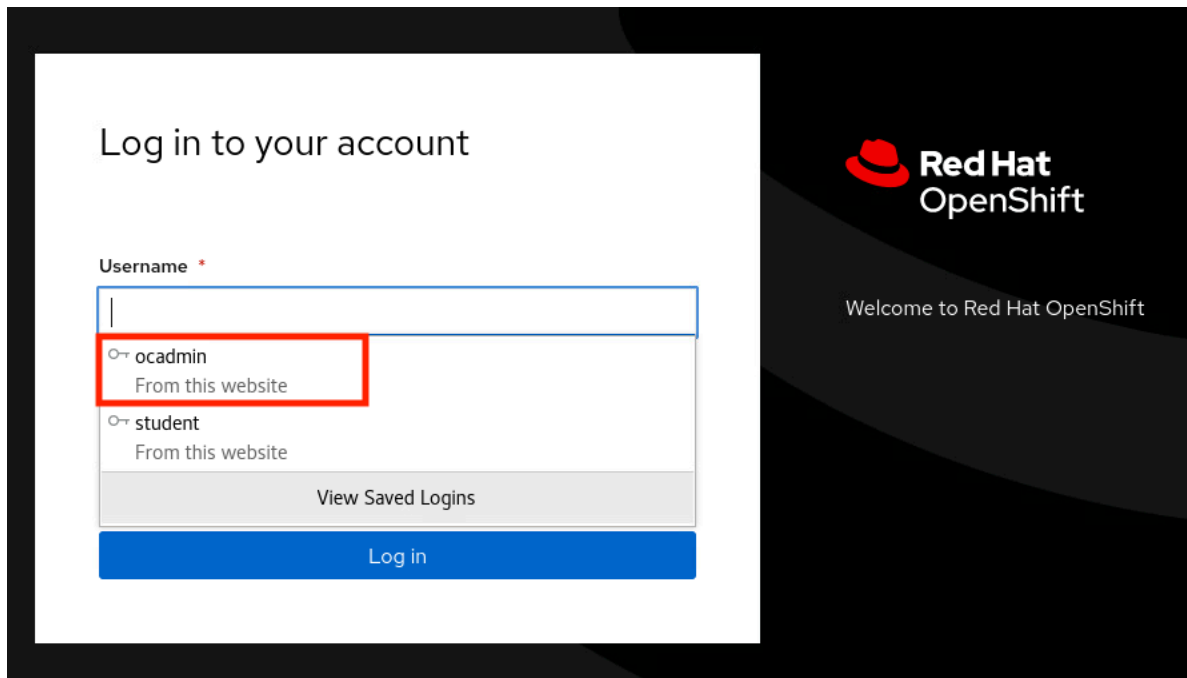 Log in to your account
Red Hat
OpenShift
Username *
Welcome to Red Hat OpenShift
ocadmin
From this website
student
From this website
View Saved Logins
Log in